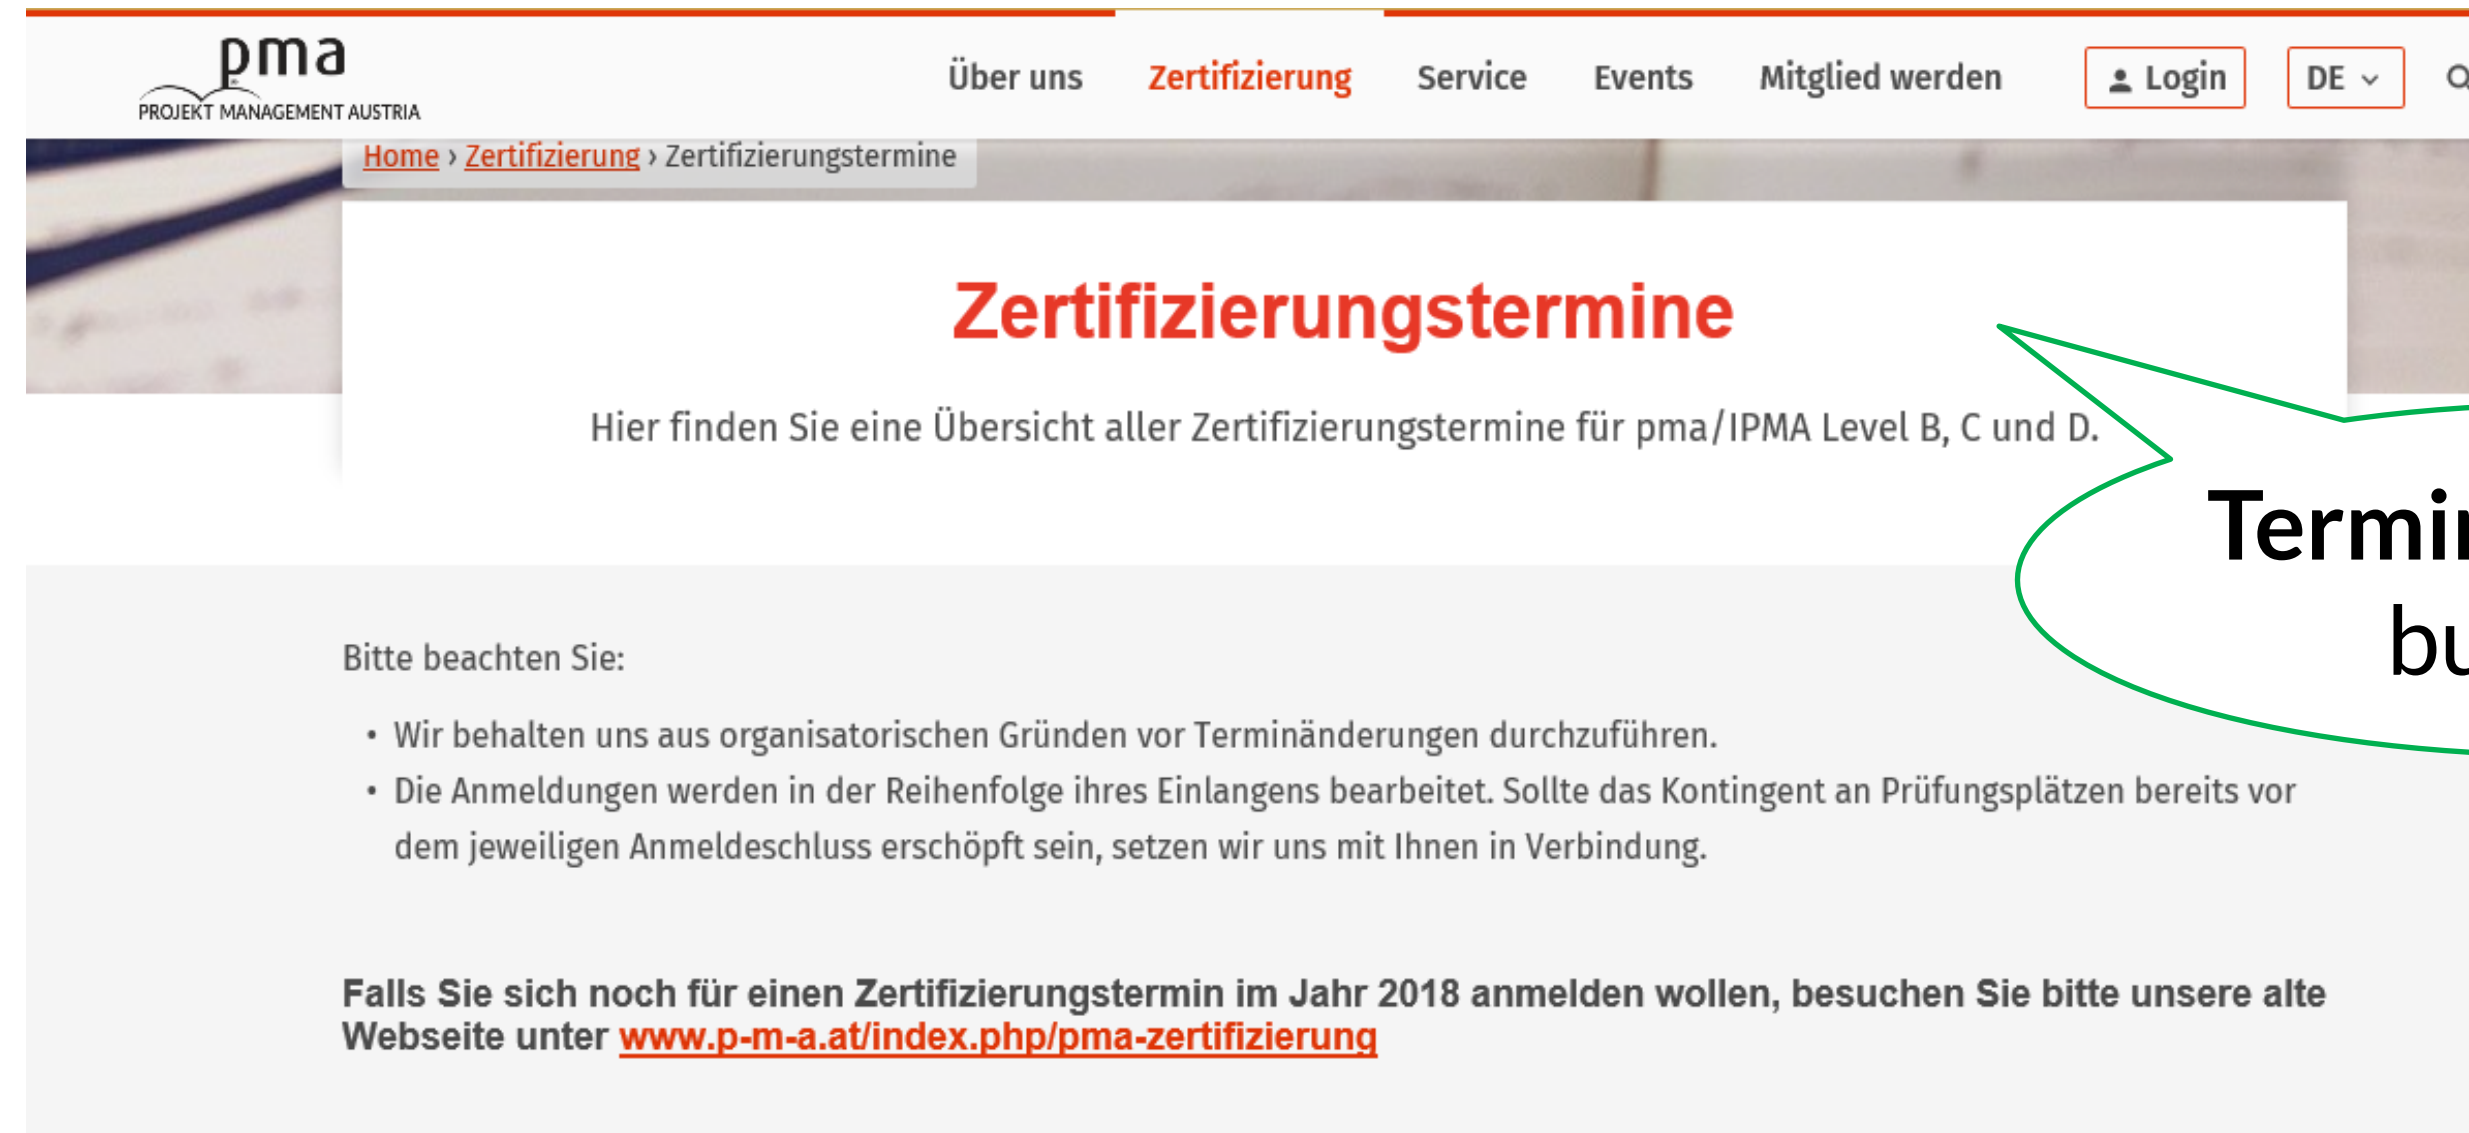 pma
PROJEKT MANAGEMENT AUSTRIA
Über uns Zertifizierung Service Events Mitglied werden Login DE
Home › Zertifizierung › Zertifizierungstermine
Zertifizierungstermine
Hier finden Sie eine Übersicht aller Zertifizierungstermine für pma/IPMA Level B, C und D.
Bitte beachten Sie:
• Wir behalten uns aus organisatorischen Gründen vor Terminänderungen durchzuführen.
• Die Anmeldungen werden in der Reihenfolge ihres Einlangens bearbeitet. Sollte das Kontingent an Prüfungsplätzen bereits vor
dem jeweiligen Anmeldeschluss erschöpft sein, setzen wir uns mit Ihnen in Verbindung.
Falls Sie sich noch für einen Zertifizierungstermin im Jahr 2018 anmelden wollen, besuchen Sie bitte unsere alte
Webseite unter www.p-m-a.at/index.php/pma-zertifizierung